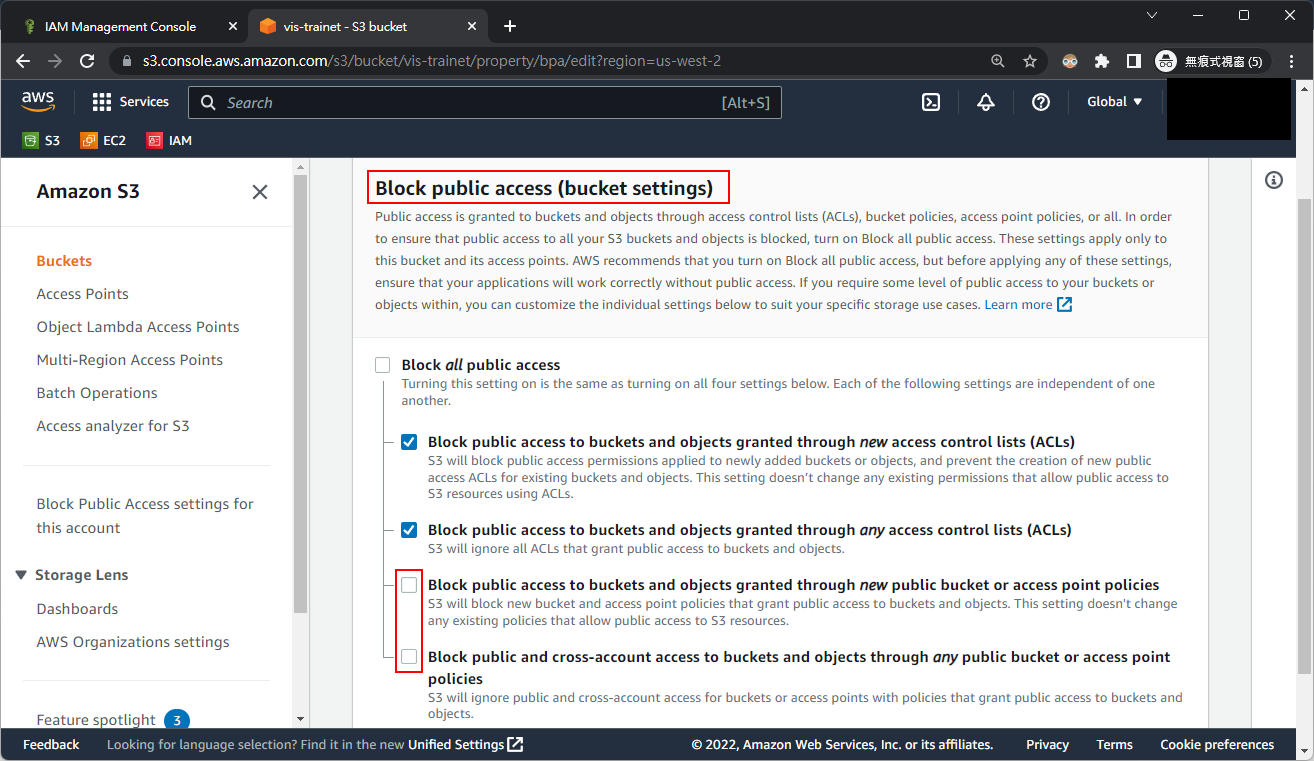 IAM Management Console
vis-trainet - S3 bucket
s3.console.aws.amazon.com/s3/bucket/vis-trainet/property/bpa/edit?region=us-west-2
無痕式視窗 (5)
aws
Services
Search
[Alt+S]
Global
S3
EC2
IAM
Amazon S3
Buckets
Access Points
Object Lambda Access Points
Multi-Region Access Points
Batch Operations
Access analyzer for S3
Block Public Access settings for
this account
Storage Lens
Dashboards
AWS Organizations settings
Feature spotlight 3
Block public access (bucket settings)
Public access is granted to buckets and objects through access control lists (ACLs), bucket policies, access point policies, or all. In order
to ensure that public access to all your S3 buckets and objects is blocked, turn on Block all public access. These settings apply only to
this bucket and its access points. AWS recommends that you turn on Block all public access, but before applying any of these settings,
ensure that your applications will work correctly without public access. If you require some level of public access to your buckets or
objects within, you can customize the individual settings below to suit your specific storage use cases. Learn more
Block all public access
Turning this setting on is the same as turning on all four settings below. Each of the following settings are independent of one
another.
Block public access to buckets and objects granted through new access control lists (ACLs)
S3 will block public access permissions applied to newly added buckets or objects, and prevent the creation of new public
access ACLs for existing buckets and objects. This setting doesn't change any existing permissions that allow public access to
S3 resources using ACLs.
Block public access to buckets and objects granted through any access control lists (ACLs)
S3 will ignore all ACLs that grant public access to buckets and objects.
Block public access to buckets and objects granted through new public bucket or access point policies
S3 will block new bucket and access point policies that grant public access to buckets and objects. This setting doesn't change
any existing policies that allow public access to S3 resources.
Block public and cross-account access to buckets and objects through any public bucket or access point
policies
S3 will ignore public and cross-account access for buckets or access points with policies that grant public access to buckets and
objects.
Feedback
Looking for language selection? Find it in the new Unified Settings
© 2022, Amazon Web Services, Inc. or its affiliates.
Privacy
Terms
Cookie preferences